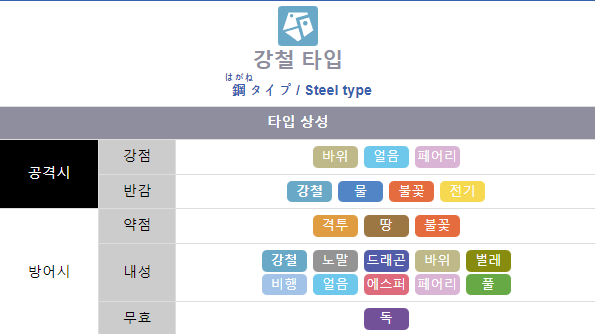 강철 타입
はがね
鋼タイプ / Steel type
타입 상성
공격시
강점
바위 얼음 페어리
반감
강철 물 불꽃 전기
방어시
약점
격투 땅 불꽃
내성
강철 노말 드래곤 바위 벌레
비행 얼음 에스퍼 페어리 풀
무효
독